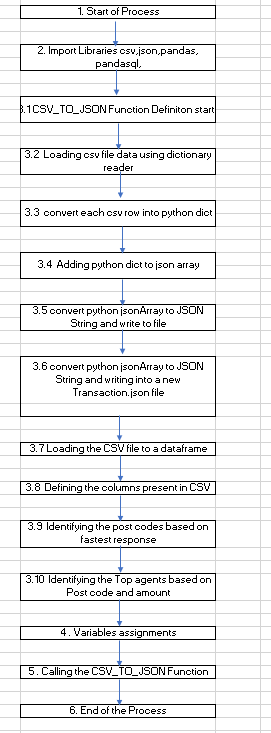 1. Start of Process
2. Import Libraries csv,json,pandas,
pandasql,
3.1 CSV_TO_JSON Function Definiton start
3.2 Loading csv file data using dictionary
reader
3.3 convert each csv row into python dict
3.4 Adding python dict to json array
3.5 convert python jsonArray to JSON
String and write to file
3.6 convert python jsonArray to JSON
String and writing into a new
Transaction.json file
3.7 Loading the CSV file to a dataframe
3.8 Defining the columns present in CSV
3.9 Identifying the post codes based on
fastest response
3.10 Identifying the Top agents based on
Post code and amount
4. Variables assignments
5. Calling the CSV_TO_JSON Function
6. End of the Process